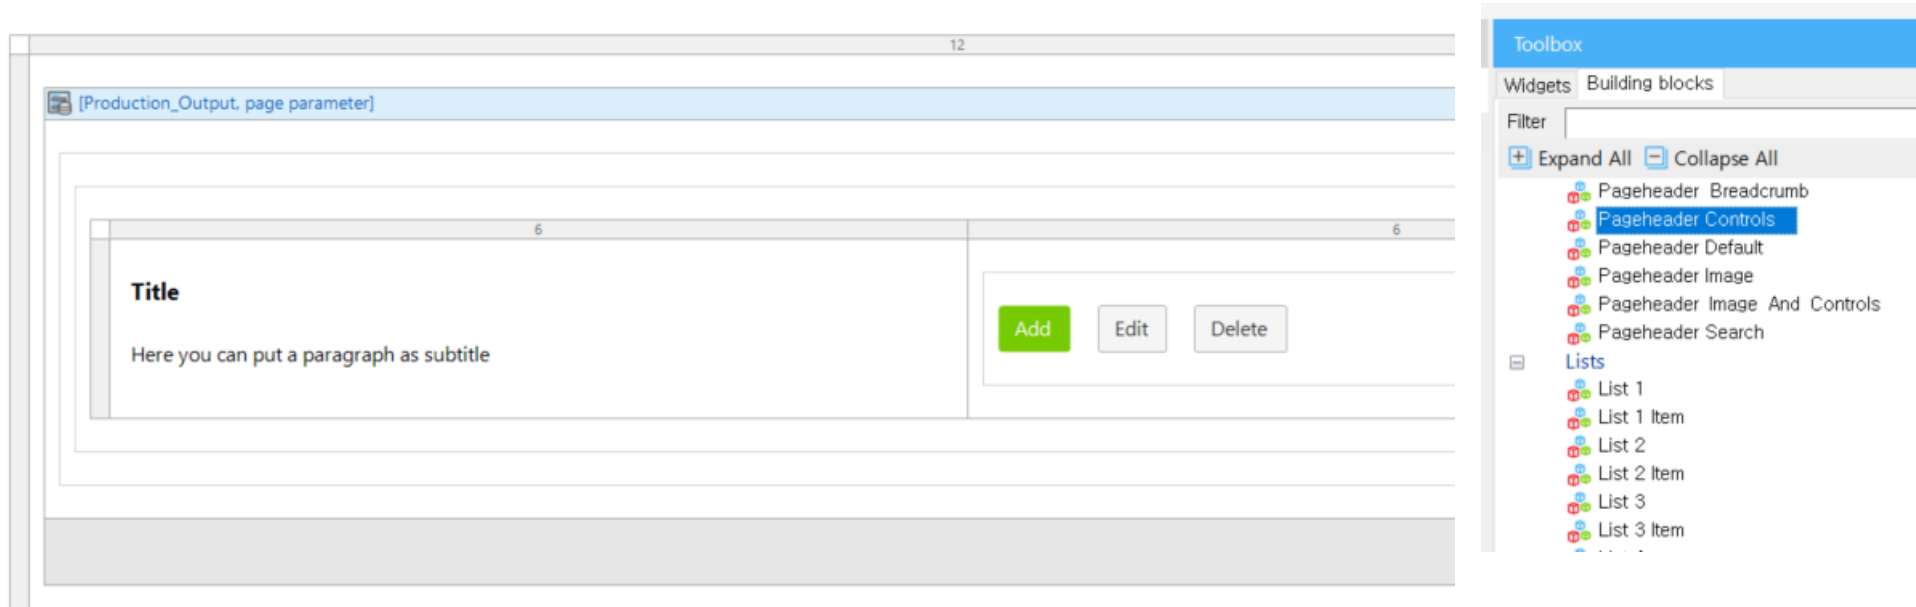 12
[Production_Output, page parameter]
6
6
Title
Here you can put a paragraph as subtitle
Add
Edit
Delete
Toolbox
Widgets
Building blocks
Filter
Expand All
Collapse All
Pageheader Breadcrumb
Pageheader Controls
Pageheader Default
Pageheader Image
Pageheader Image And Controls
Pageheader Search
Lists
List 1
List 1 Item
List 2
List 2 Item
List 3
List 3 Item